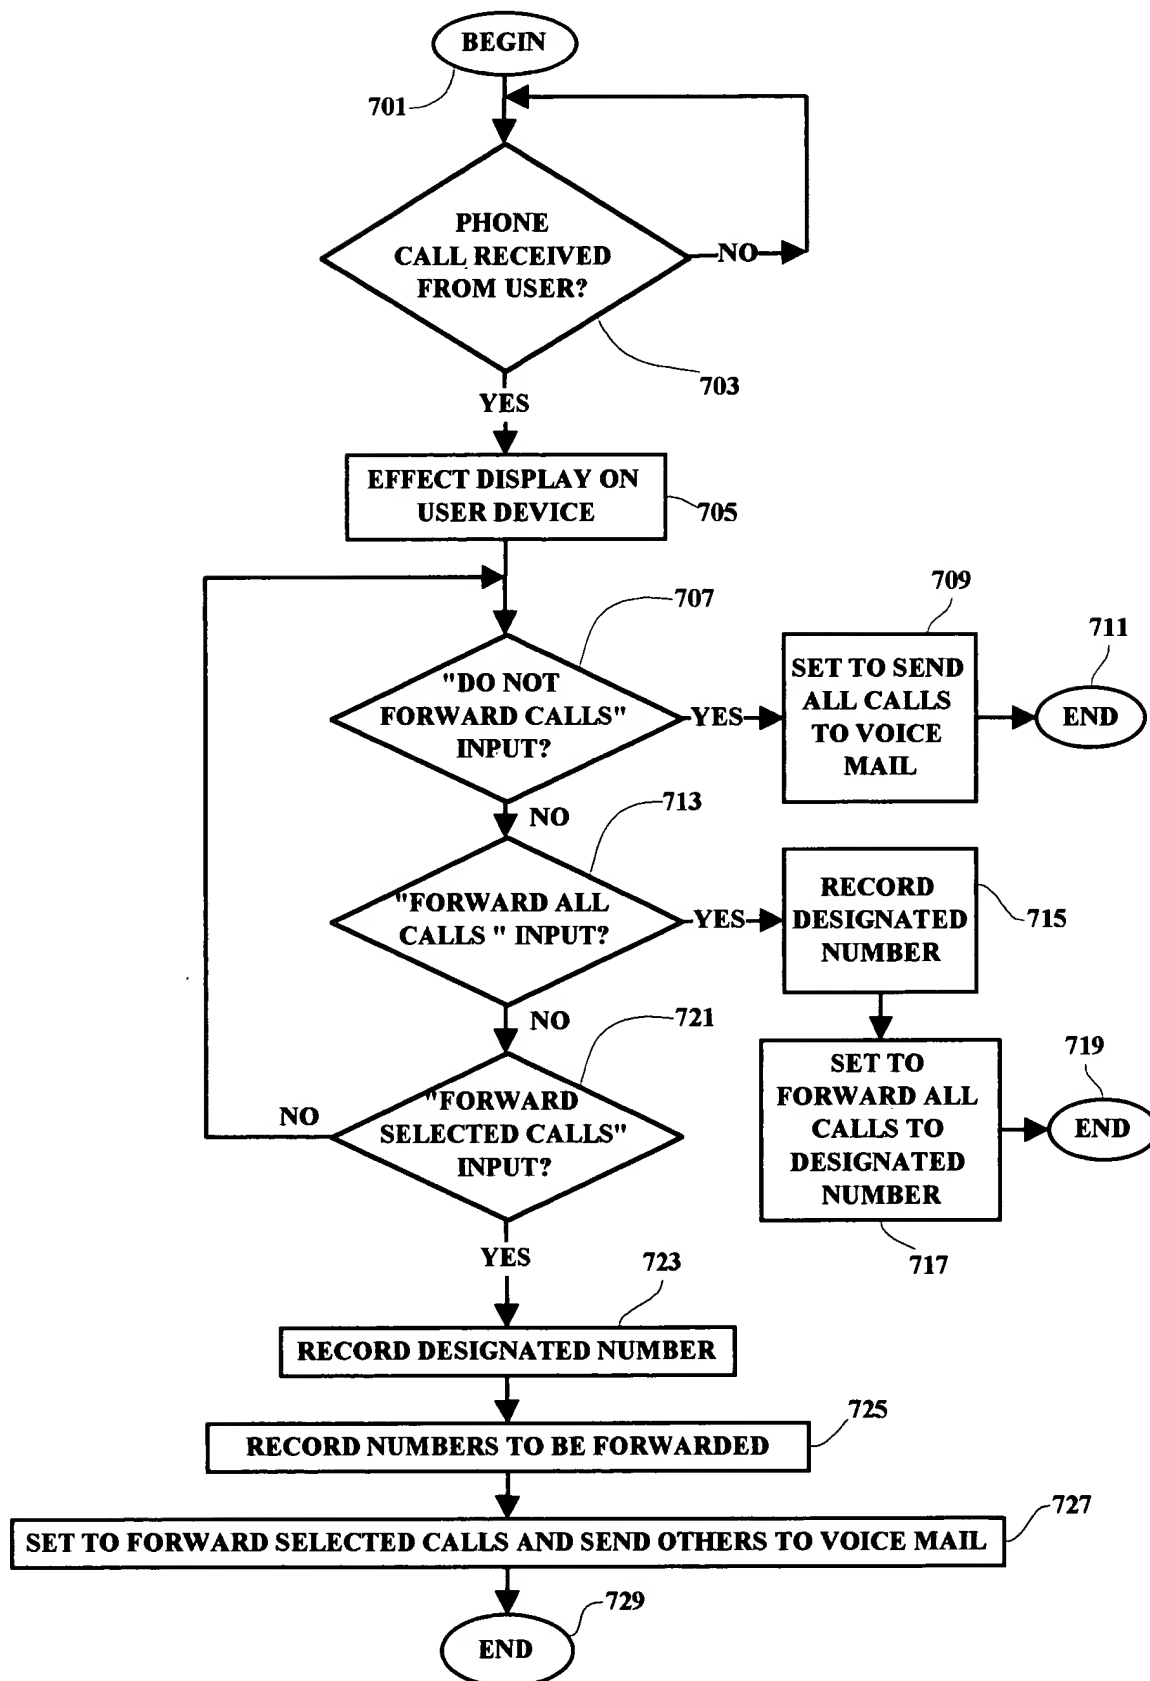 BEGIN
701
PHONE
CALL RECEIVED
FROM USER?
NO
703
YES
EFFECT DISPLAY ON
USER DEVICE
705
707
"DO NOT
FORWARD CALLS"
INPUT?
YES
709
SET TO SEND
ALL CALLS
TO VOICE
MAIL
711
END
NO
713
"FORWARD ALL
CALLS " INPUT?
YES
RECORD
DESIGNATED
NUMBER
715
NO
721
"FORWARD
SELECTED CALLS"
INPUT?
NO
SET TO
FORWARD ALL
CALLS TO
DESIGNATED
NUMBER
717
719
END
YES
723
RECORD DESIGNATED NUMBER
725
RECORD NUMBERS TO BE FORWARDED
727
SET TO FORWARD SELECTED CALLS AND SEND OTHERS TO VOICE MAIL
729
END